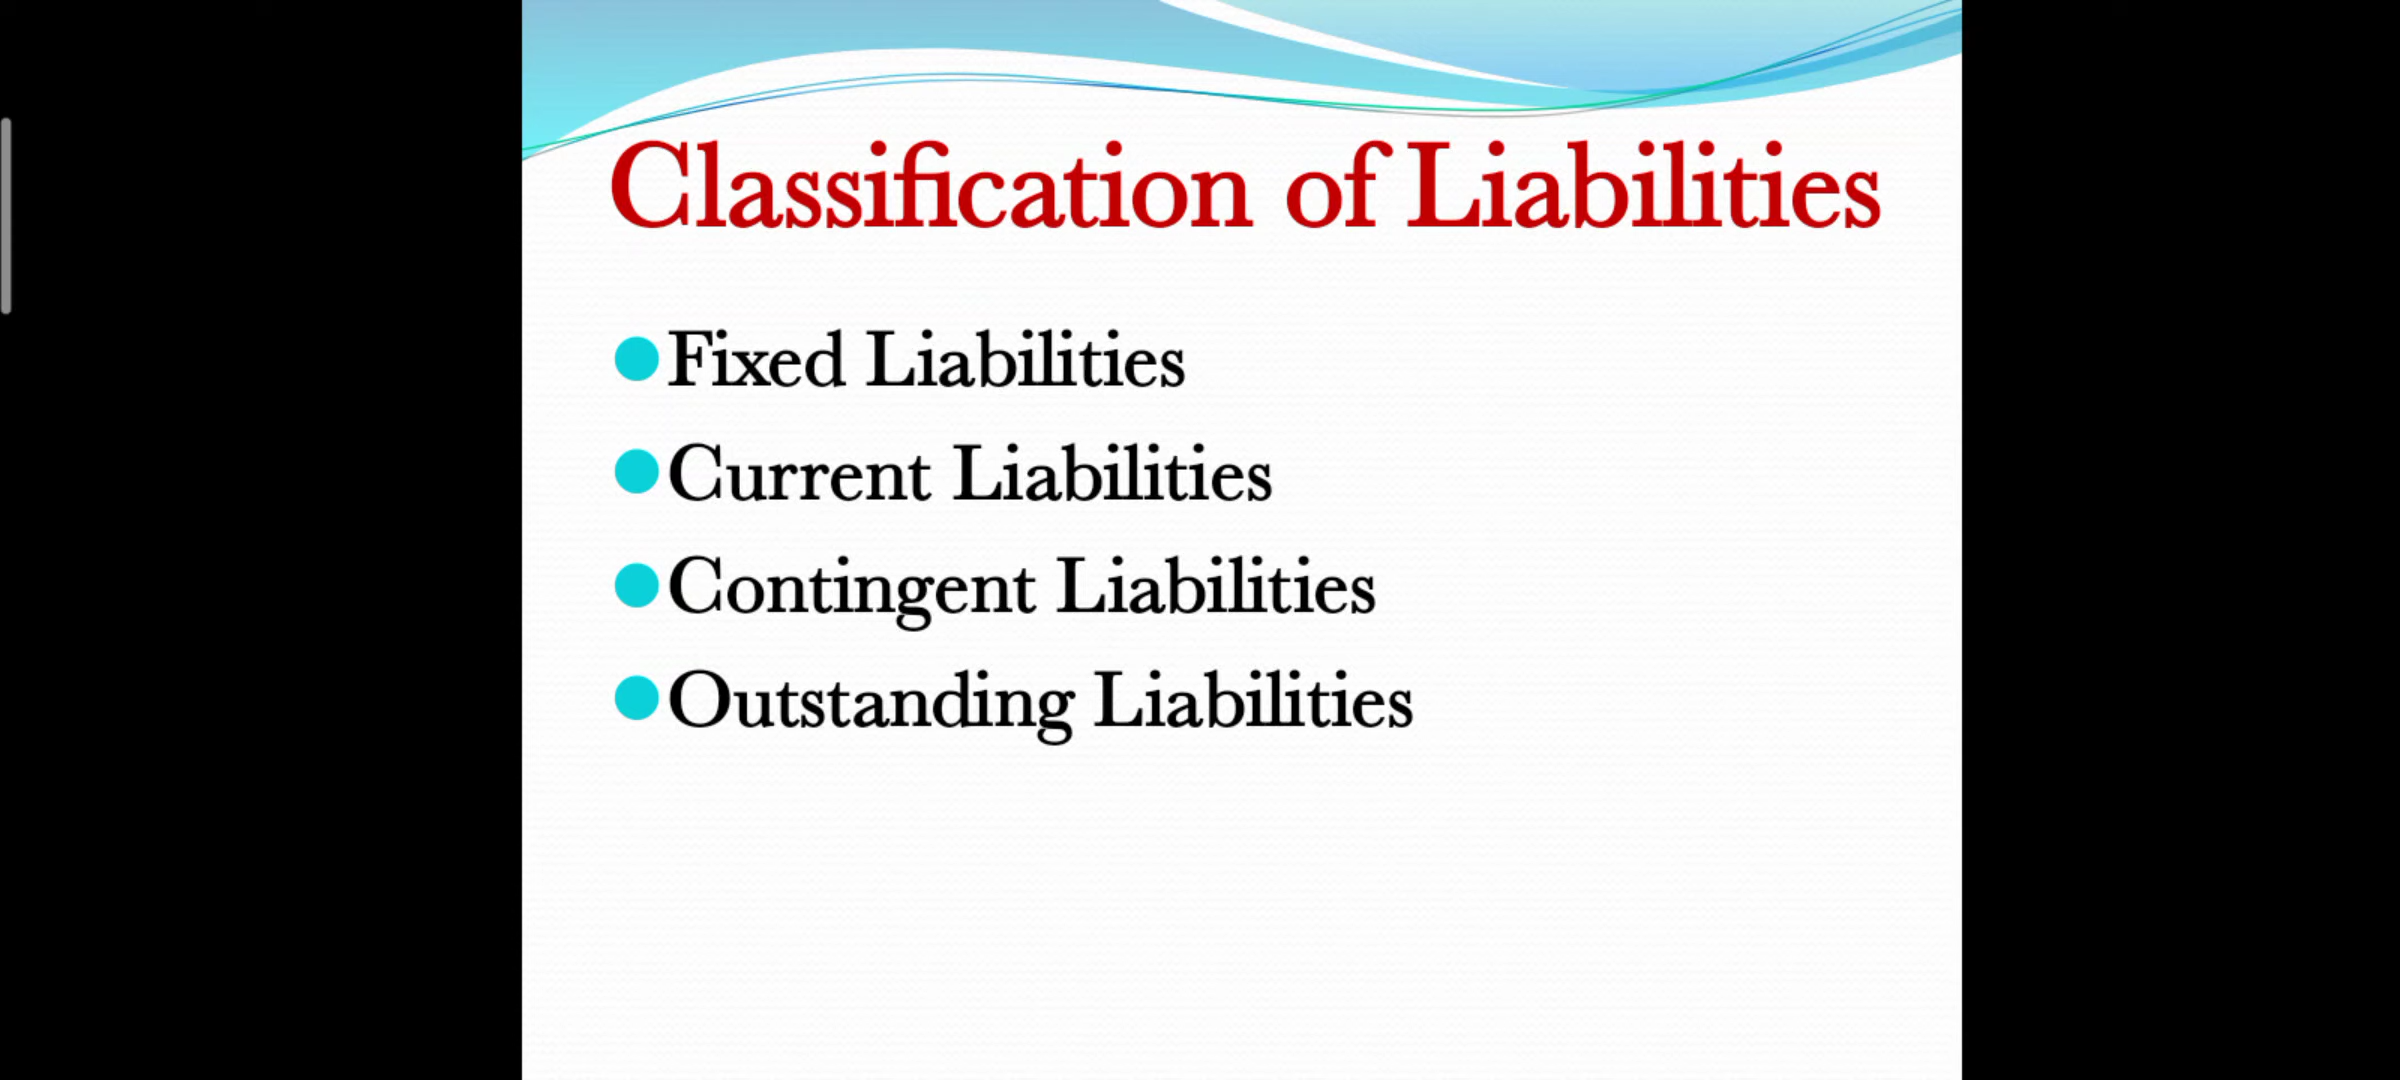 Classification of Liabilities
Fixed Liabilities
Current Liabilities
Contingent Liabilities
Outstanding Liabilities